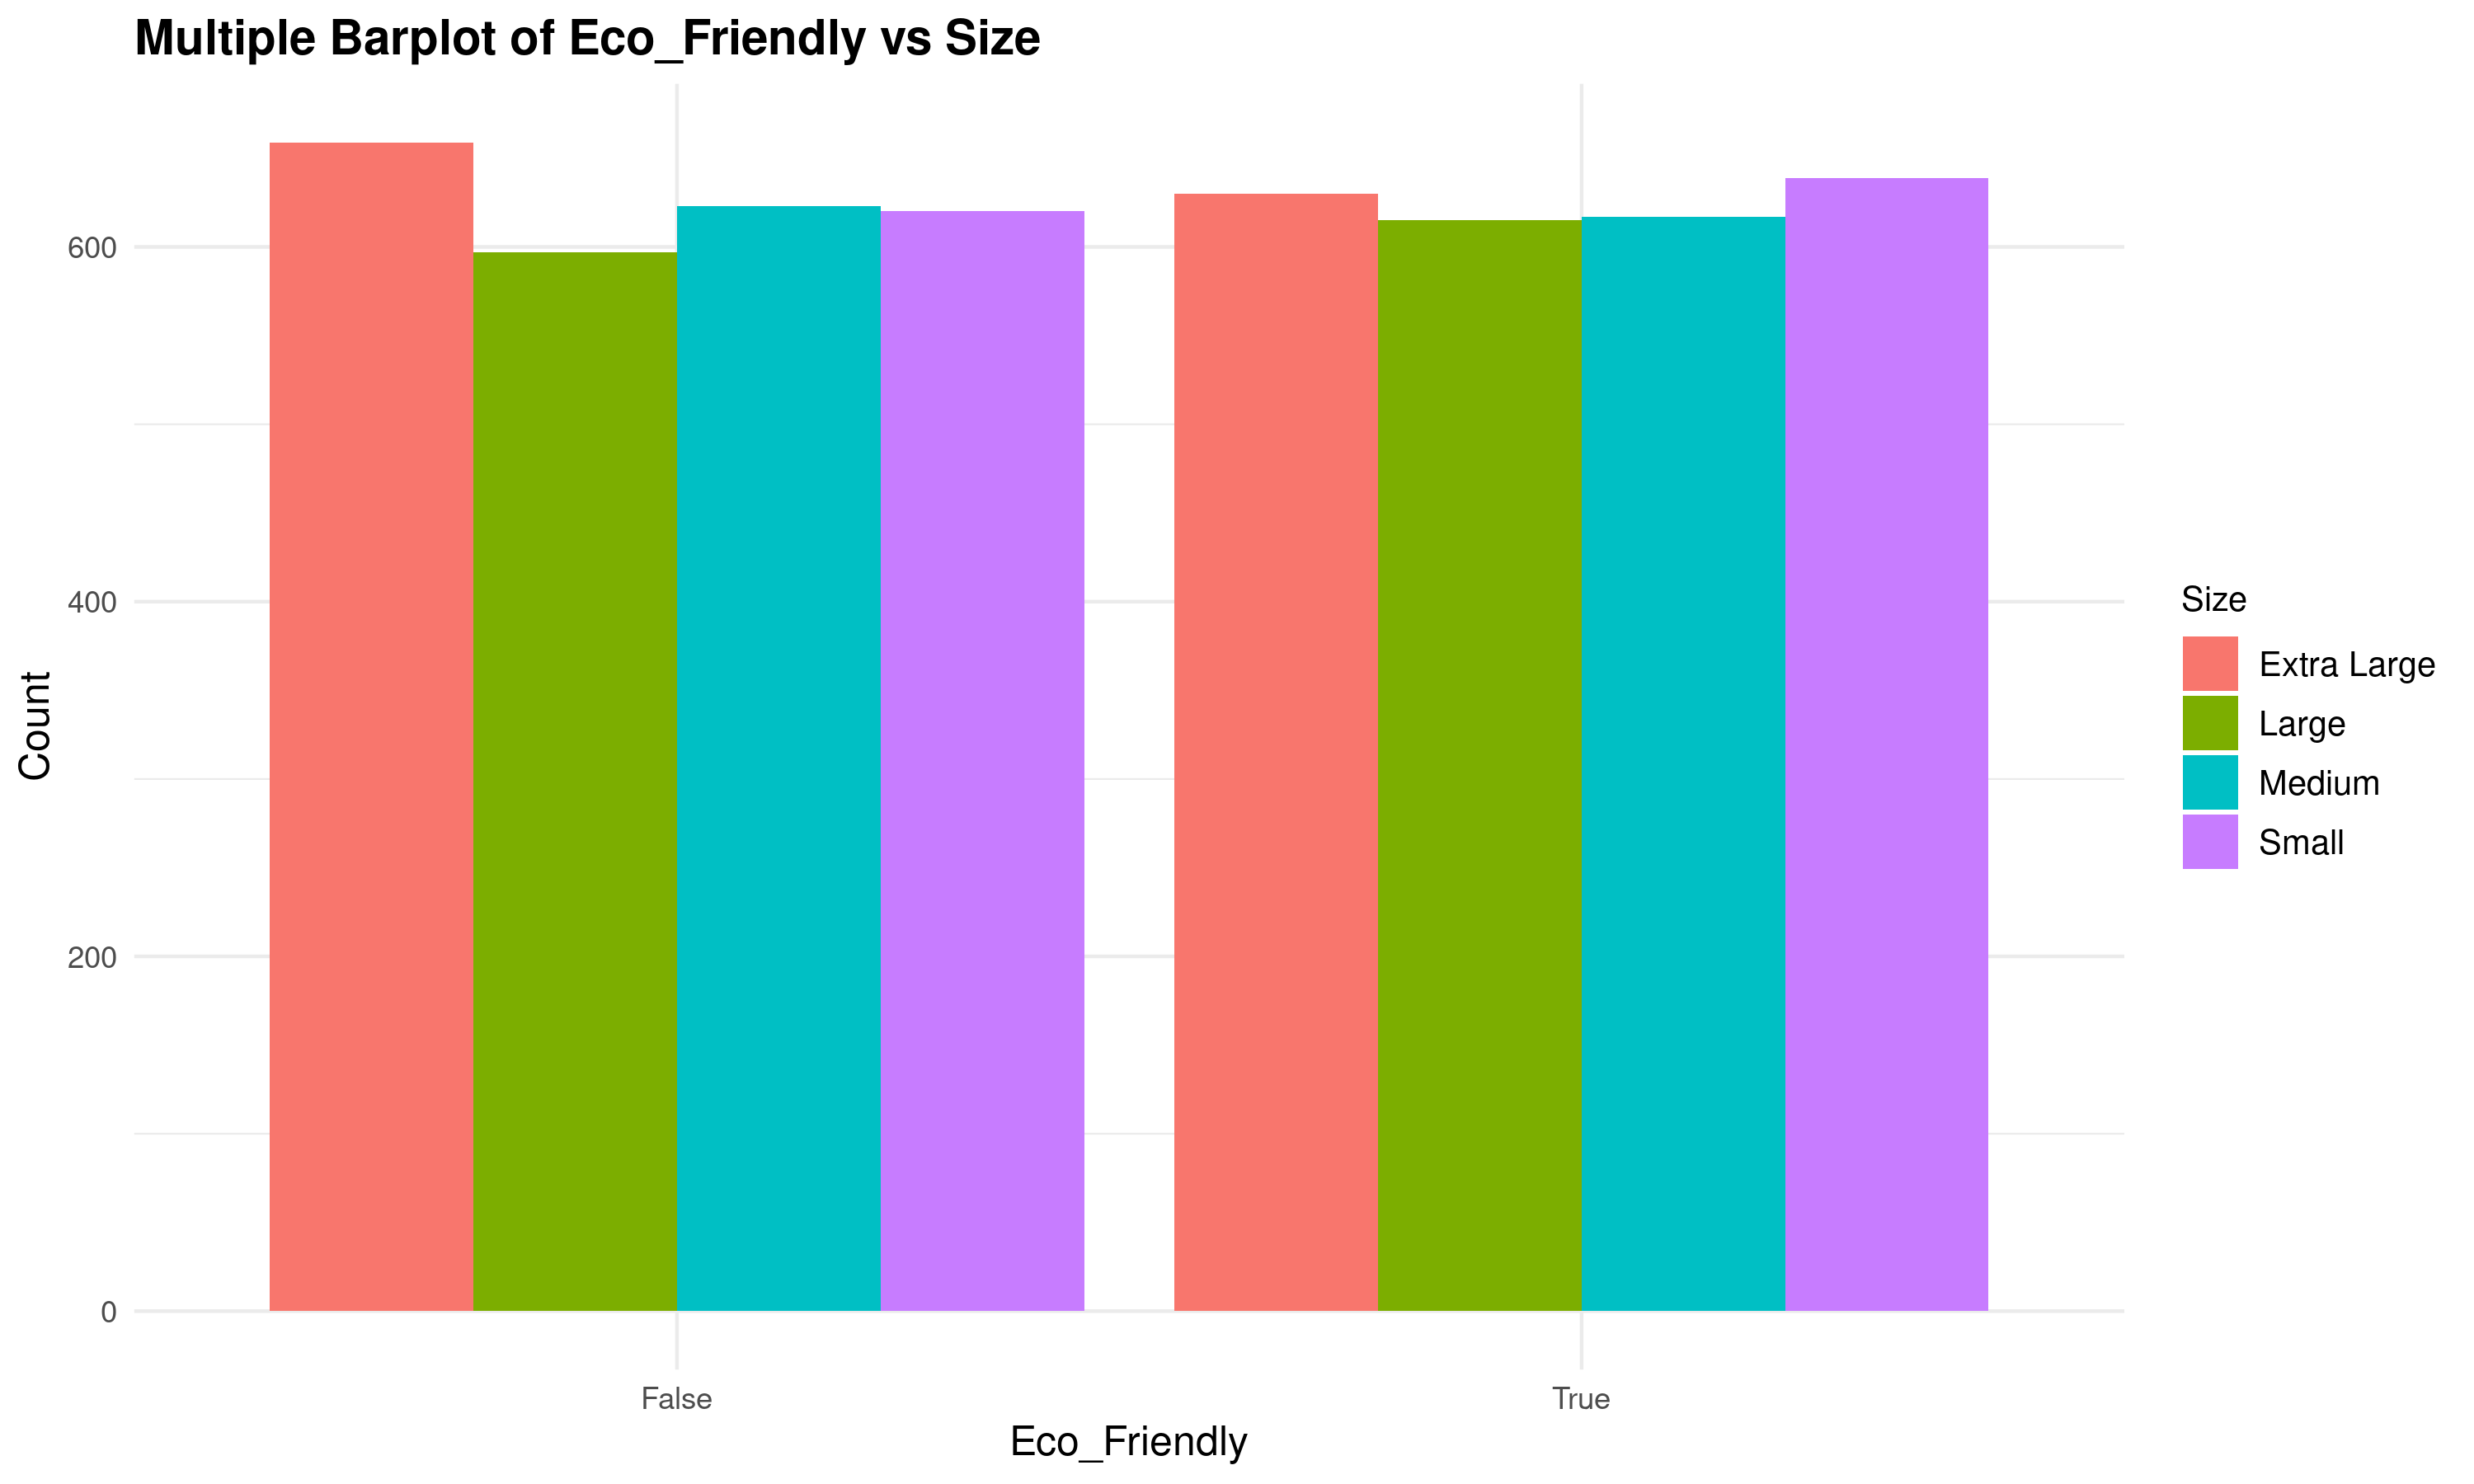 Multiple Barplot of Eco_Friendly vs Size
Count
600
400
200
0
False
True
Eco_Friendly
Size
Extra Large
Large
Medium
Small